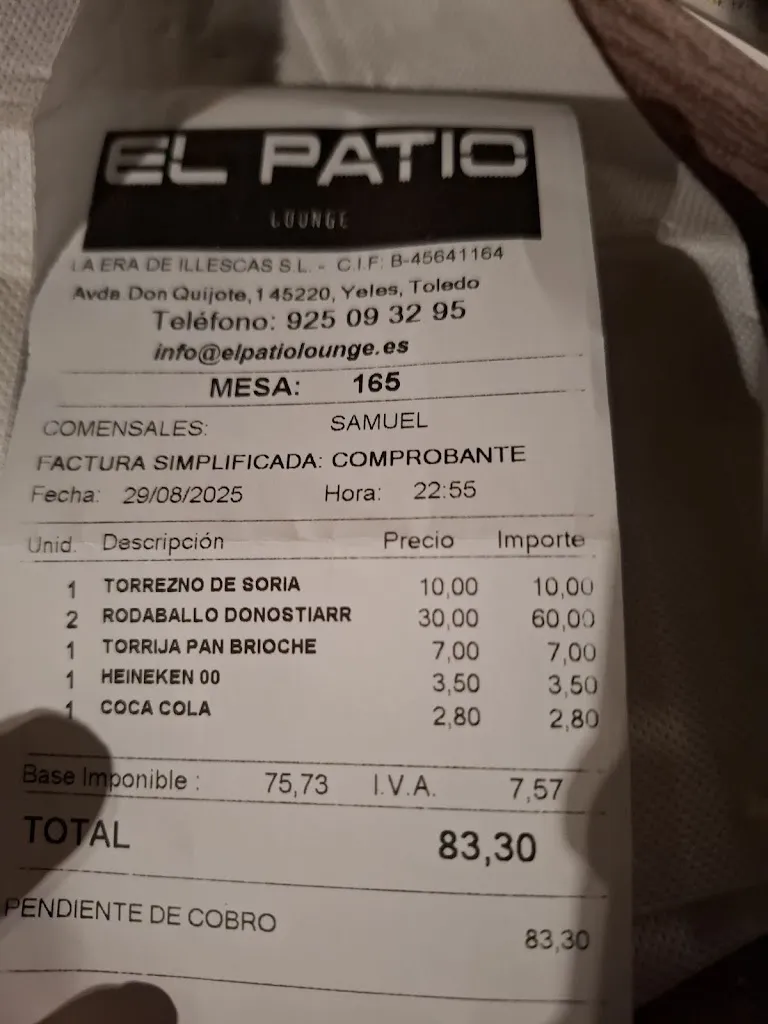 EL PATIO
LOUNGE
LA ERA DE ILLESCAS S.L. - C.I.F: B-45641164
Avda Don Quijote, 1 45220, Yeles, Toledo
Teléfono: 925 09 32 95
info@elpatiolounge.es
MESA: 165
COMENSALES: SAMUEL
FACTURA SIMPLIFICADA: COMPROBANTE
Fecha: 29/08/2025 Hora: 22:55
Unid. Descripción Precio Importe
1 TORREZNO DE SORIA 10,00 10,00
2 RODABALLO DONOSTIARR 30,00 60,00
1 TORRIJA PAN BRIOCHE 7,00 7,00
1 HEINEKEN 00 3,50 3,50
1 COCA COLA 2,80 2,80
Base Imponible : 75,73 I.V.A. 7,57
TOTAL 83,30
PENDIENTE DE COBRO 83,30